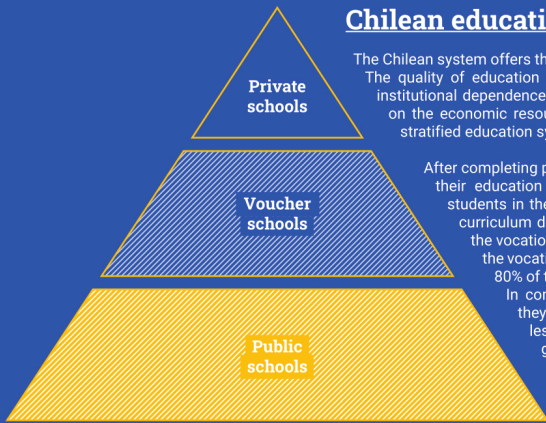 Chilean educati
The Chilean system offers th
The quality of education
institutional dependence
on the economic resou
stratified education sy
After completing p
their education
students in the
curriculum d
the vocatio
the vocati
80% of t
In con
they
les
g
Private
schools
Voucher
schools
Public
schools